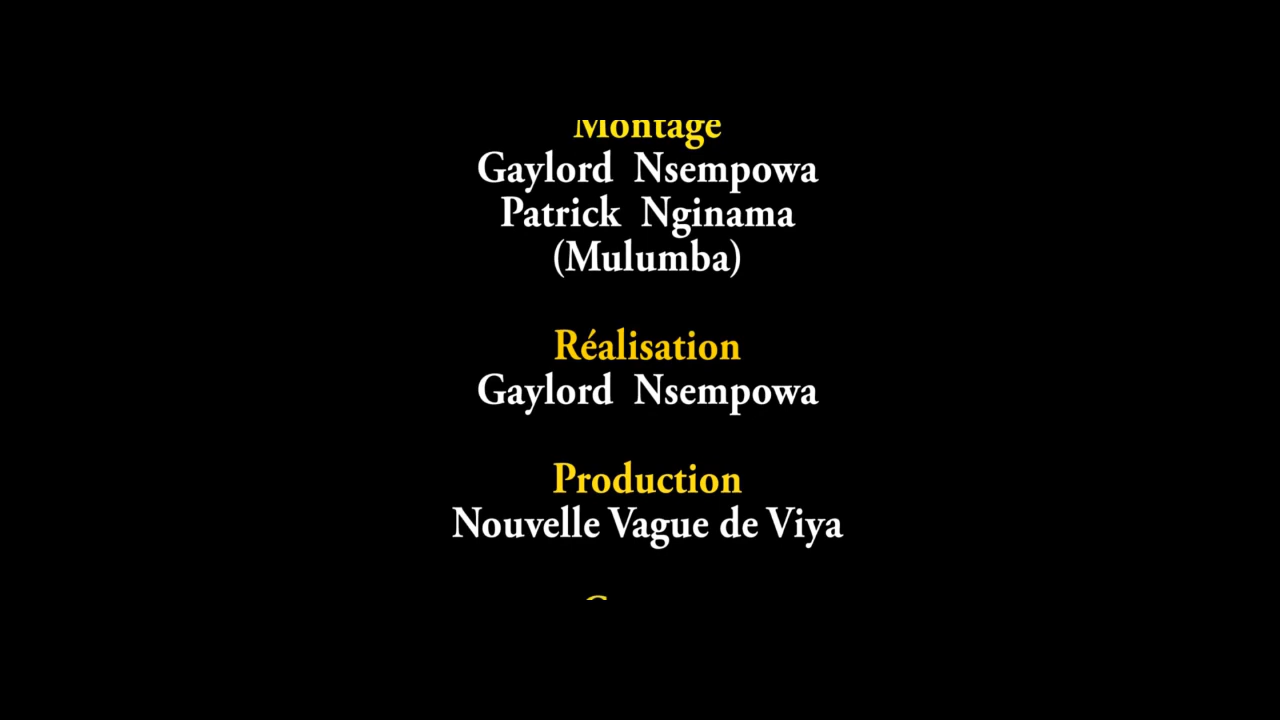 Montage
Gaylord Nsempowa
Patrick Nginama
(Mulumba)
Réalisation
Gaylord Nsempowa
Production
Nouvelle Vague de Viya